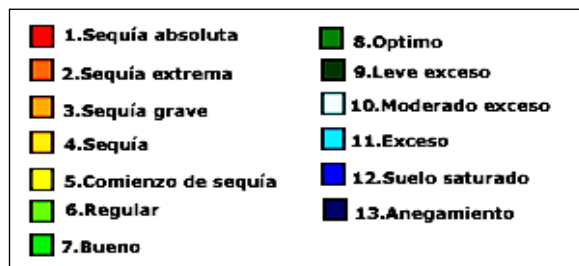 1.Sequía absoluta
2.Sequía extrema
3.Sequía grave
4.Sequía
5.Comienzo de sequía
6.Regular
7.Bueno
8.Optimo
9.Leve exceso
10.Moderado exceso
11.Exceso
12.Suelo saturado
13.Anegamiento